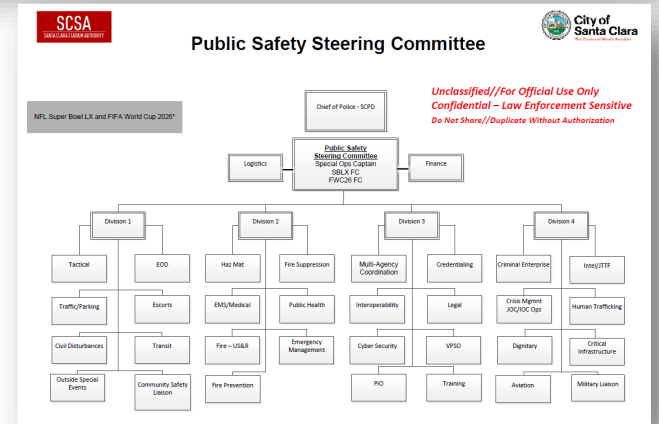 SCSA
SANTA CLARA STADIUM AUTHORITY
City of
Santa Clara
The Center of What's Possible
Public Safety Steering Committee
Unclassified//For Official Use Only
Confidential – Law Enforcement Sensitive
Do Not Share//Duplicate Without Authorization
NFL Super Bowl LX and FIFA World Cup 2026*
Chief of Police - SCPD
Logistics
Public Safety
Steering Committee
Special Ops Captain
SBLX FC
FWC26 FC
Finance
Division 1
Division 2
Division 3
Division 4
Tactical
EOD
Haz Mat
Fire Suppression
Multi-Agency
Coordination
Credentialing
Criminal Enterprise
Intel/JTTF
Traffic/Parking
Escorts
EMS/Medical
Public Health
Interoperability
Legal
Crisis Mgmnt
JOC/IOC Ops
Human Trafficking
Civil Disturbances
Transit
Fire – US&R
Emergency
Management
Cyber Security
VPSO
Dignitary
Critical
Infrastructure
Outside Special
Events
Community Safety
Liaison
Fire Prevention
PIO
Training
Aviation
Military Liaison